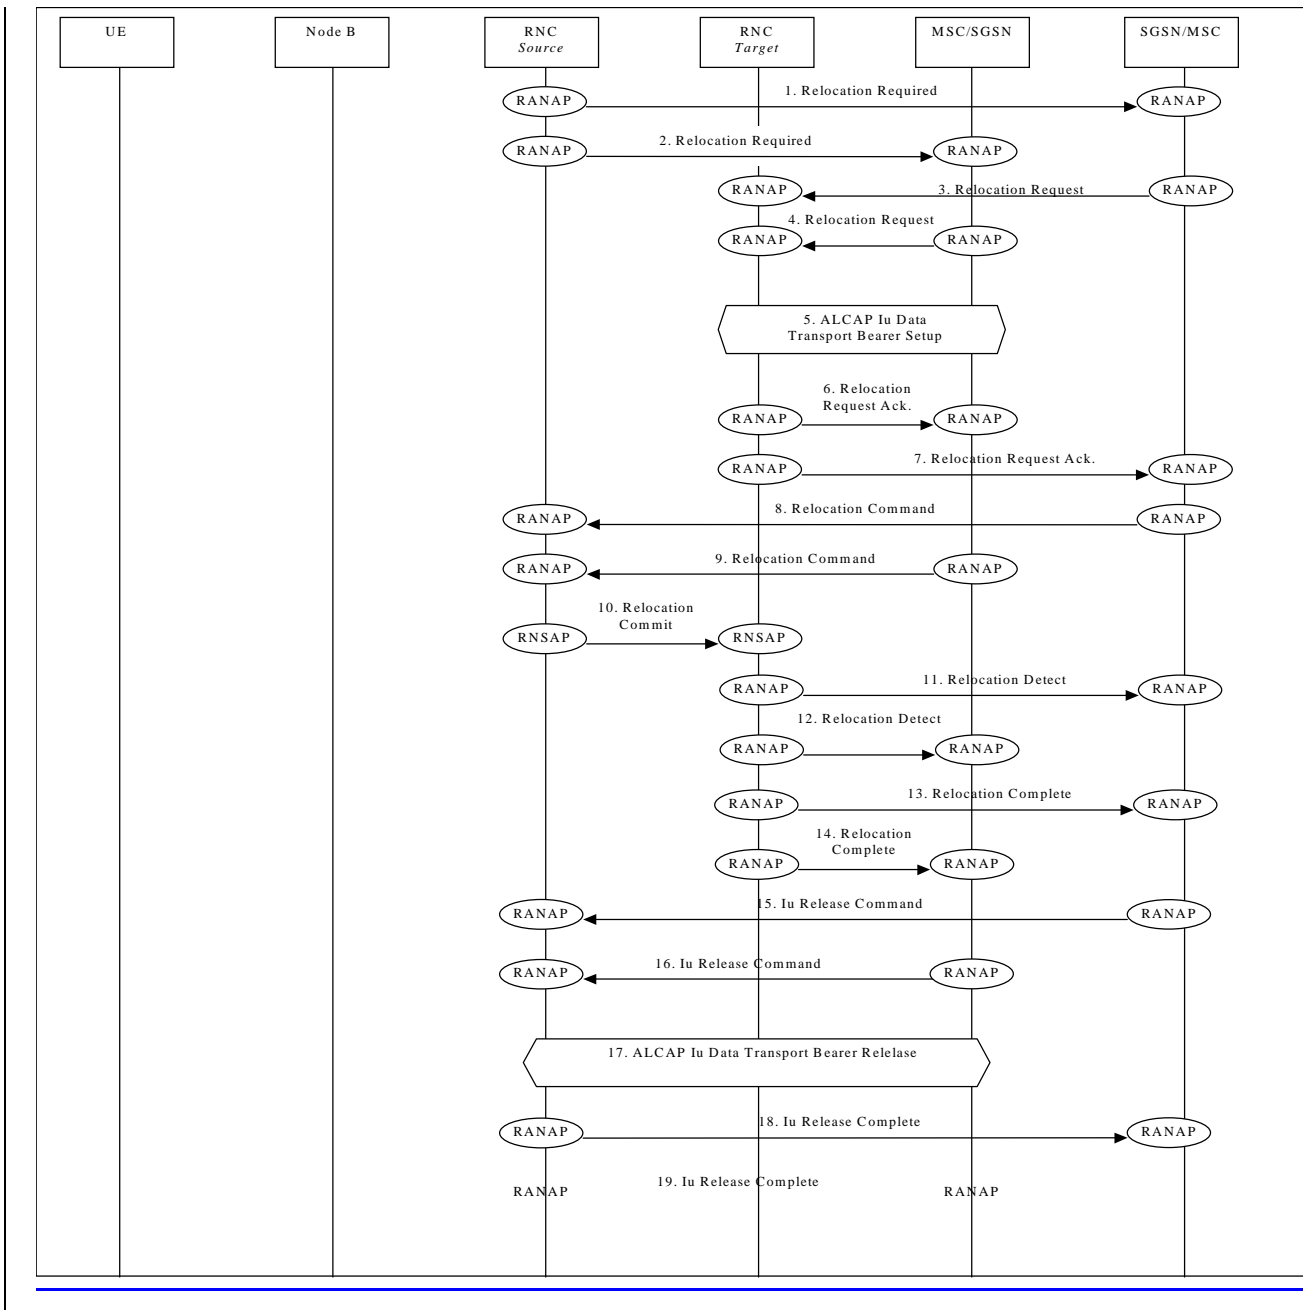 UE
Node B
RNC
Source
RNC
Target
MSC/SGSN
SGSN/MSC
RANAP
1. Relocation Required
RANAP
RANAP
2. Relocation Required
RANAP
RANAP
3. Relocation Request
RANAP
RANAP
4. Relocation Request
RANAP
5. ALCAP Iu Data
Transport Bearer Setup
RANAP
6. Relocation
Request Ack.
RANAP
RANAP
7. Relocation Request Ack.
RANAP
RANAP
8. Relocation Command
RANAP
RANAP
9. Relocation Command
RANAP
RNSAP
10. Relocation
Commit
RNSAP
RANAP
11. Relocation Detect
RANAP
RANAP
12. Relocation Detect
RANAP
RANAP
13. Relocation Complete
RANAP
RANAP
14. Relocation
Complete
RANAP
RANAP
15. Iu Release Command
RANAP
RANAP
16. Iu Release Command
RANAP
17. ALCAP Iu Data Transport Bearer Relelase
RANAP
18. Iu Release Complete
RANAP
RANAP
19. Iu Release Complete
RANAP